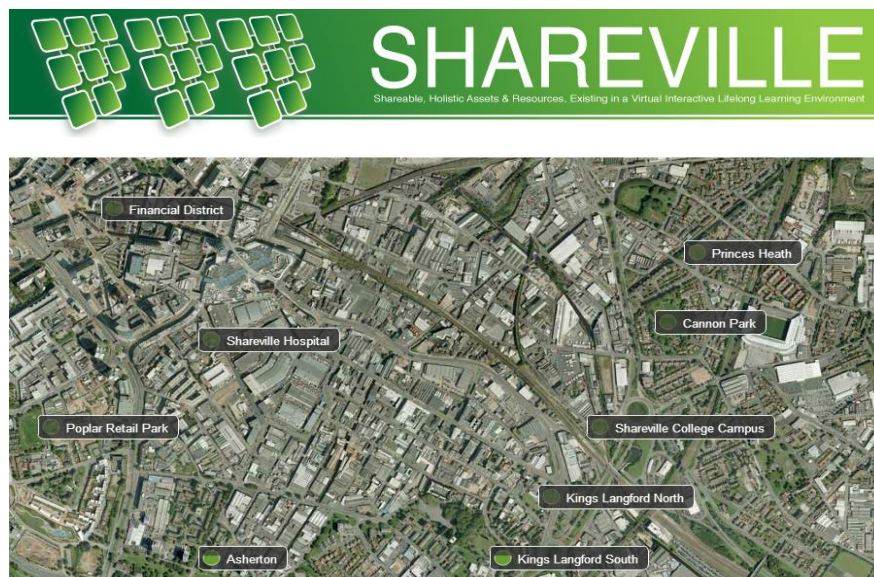 SHAREVILLE
Shareable, Holistic Assets & Resources, Existing in a Virtual Interactive Lifelong Learning Environment
Financial District
Princes Heath
Cannon Park
Shareville Hospital
Poplar Retail Park
Shareville College Campus
Kings Langford North
Asherton
Kings Langford South